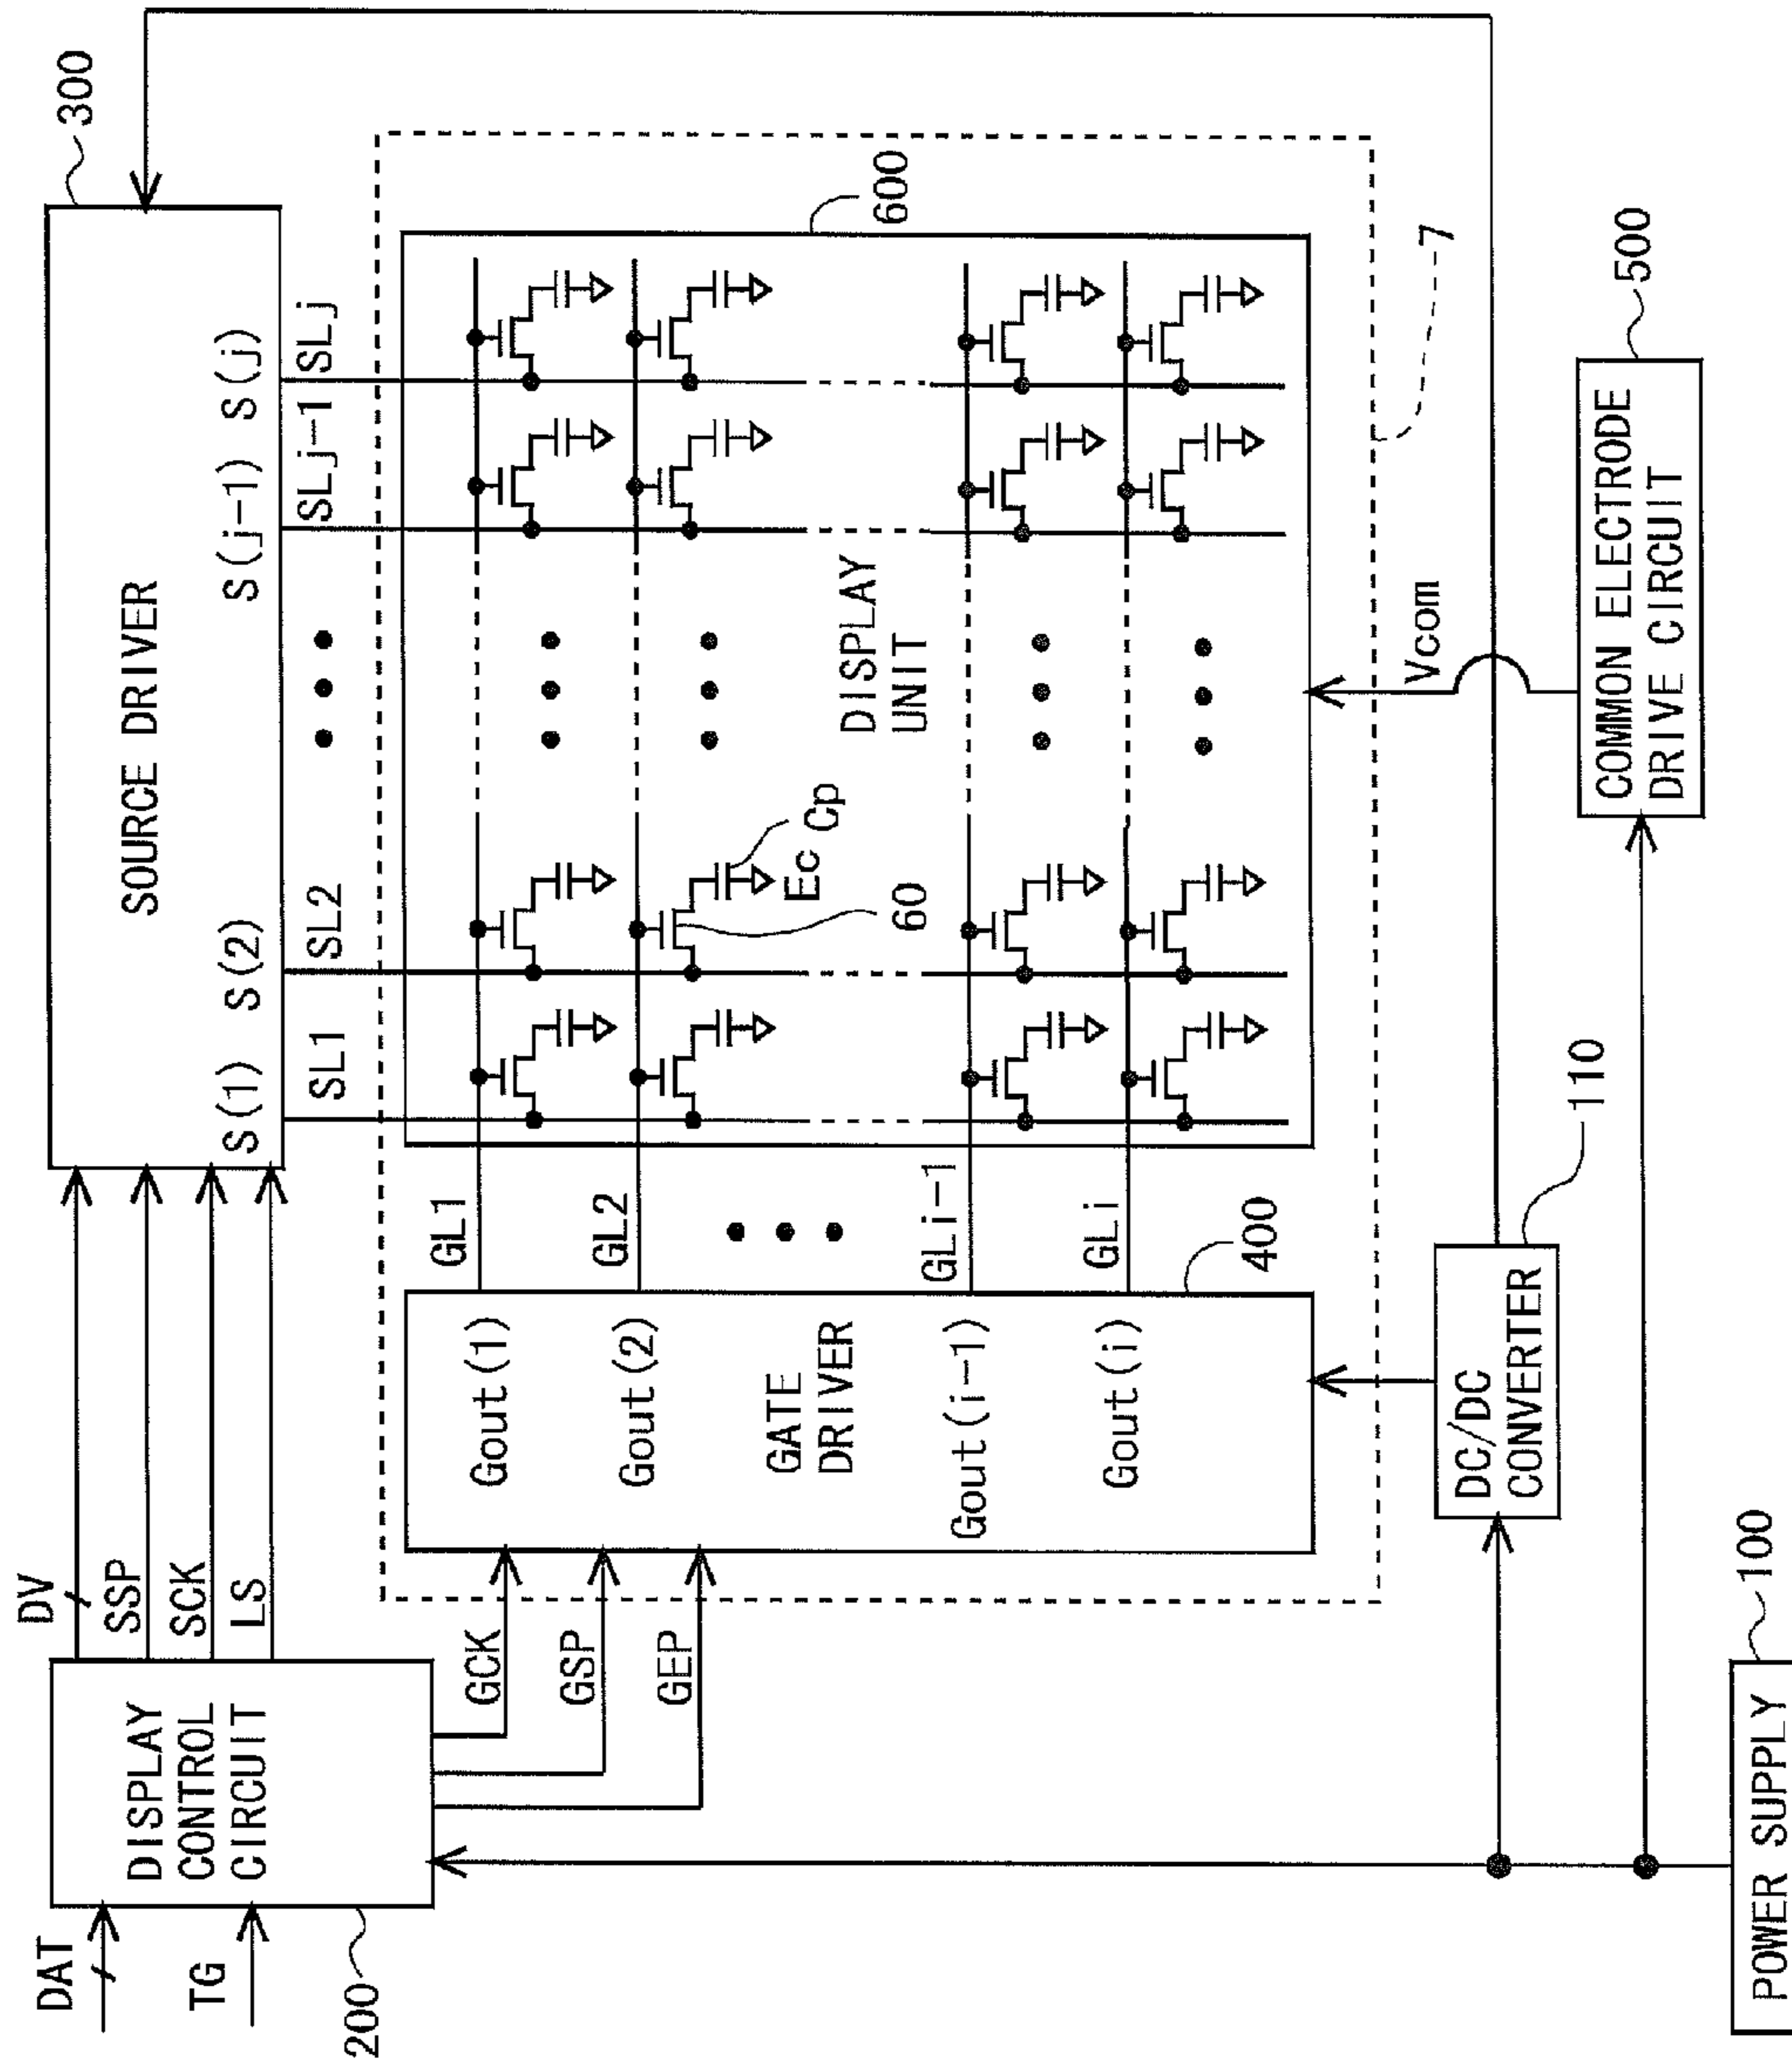 DAT
TG
200
DISPLAY
CONTROL
CIRCUIT
DV
SSP
SCK
LS
SOURCE DRIVER
300
S(1) S(2)
S(j-1) S(j)
SL1
SL2
SLj-1 SLj
GCK
GSP
GEP
Gout(1)
Gout(2)
GATE
DRIVER
Gout(i-1)
Gout(i)
GL1
GL2
GLi-1
GLi
400
Ec Cp
60
DISPLAY
UNIT
600
Vcom
7
DC/DC
CONVERTER
110
COMMON ELECTRODE
DRIVE CIRCUIT
500
POWER SUPPLY
100